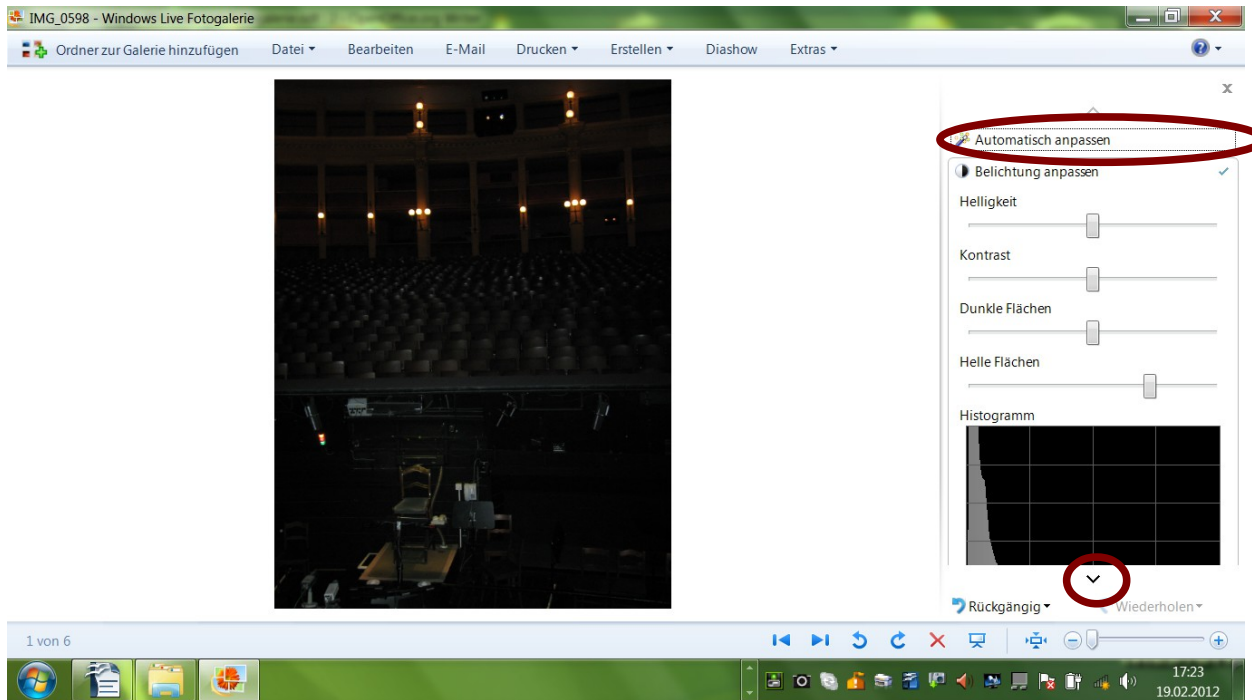 IMG_0598 - Windows Live Fotogalerie
Ordner zur Galerie hinzufügen Datei Bearbeiten E-Mail Drucken Erstellen Diashow Extras
Automatisch anpassen
Belichtung anpassen
Helligkeit
Kontrast
Dunkle Flächen
Helle Flächen
Histogramm
Rückgängig Wiederholen
1 von 6
17:23
19.02.2012